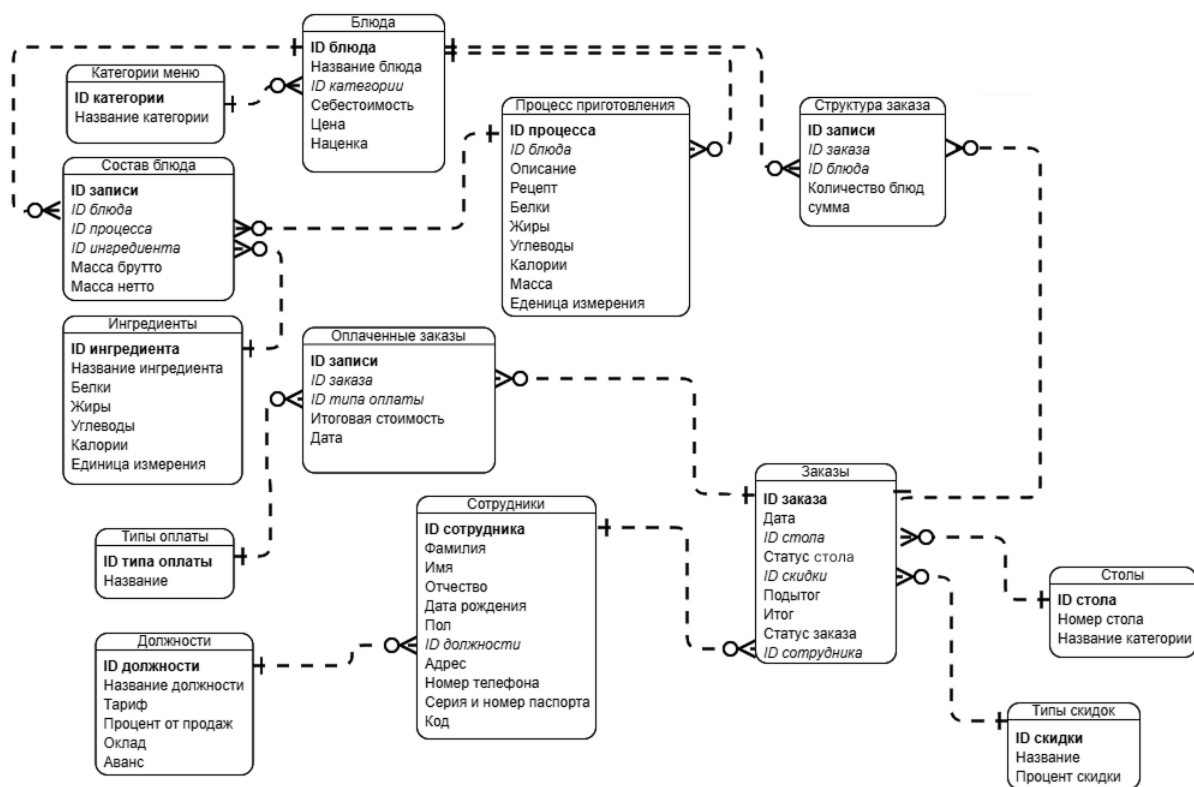 Блюда
ID блюда
Название блюда
ID категории
Себестоимость
Цена
Наценка
Категории меню
ID категории
Название категории
Процесс приготовления
ID процесса
ID блюда
Описание
Рецепт
Белки
Жиры
Углеводы
Калории
Масса
Еденица измерения
Структура заказа
ID записи
ID заказа
ID блюда
Количество блюд
сумма
Состав блюда
ID записи
ID блюда
ID процесса
ID ингредиента
Масса брутто
Масса нетто
Ингредиенты
ID ингредиента
Название ингредиента
Белки
Жиры
Углеводы
Калории
Единица измерения
Оплаченные заказы
ID записи
ID заказа
ID типа оплаты
Итоговая стоимость
Дата
Заказы
ID заказа
Дата
ID стола
Статус стола
ID скидки
Подытог
Итог
Статус заказа
ID сотрудника
Сотрудники
ID сотрудника
Фамилия
Имя
Отчество
Дата рождения
Пол
ID должности
Адрес
Номер телефона
Серия и номер паспорта
Код
Типы оплаты
ID типа оплаты
Название
Столы
ID стола
Номер стола
Название категории
Должности
ID должности
Название должности
Тариф
Процент от продаж
Оклад
Аванс
Типы скидок
ID скидки
Название
Процент скидки